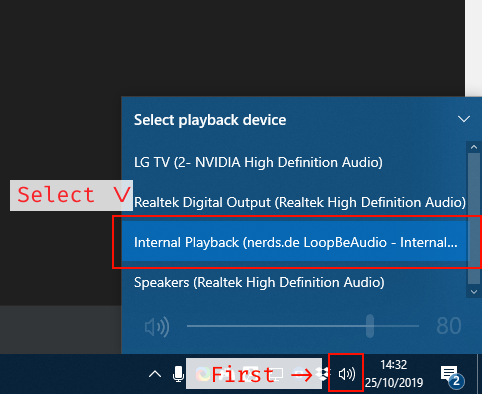 Select playback device
LG TV (2- NVIDIA High Definition Audio)
Select
Realtek Digital Output (Realtek High Definition Audio)
Internal Playback (nerds.de LoopBeAudio - Internal...
Speakers (Realtek High Definition Audio)
80
First →
14:32
25/10/2019
2